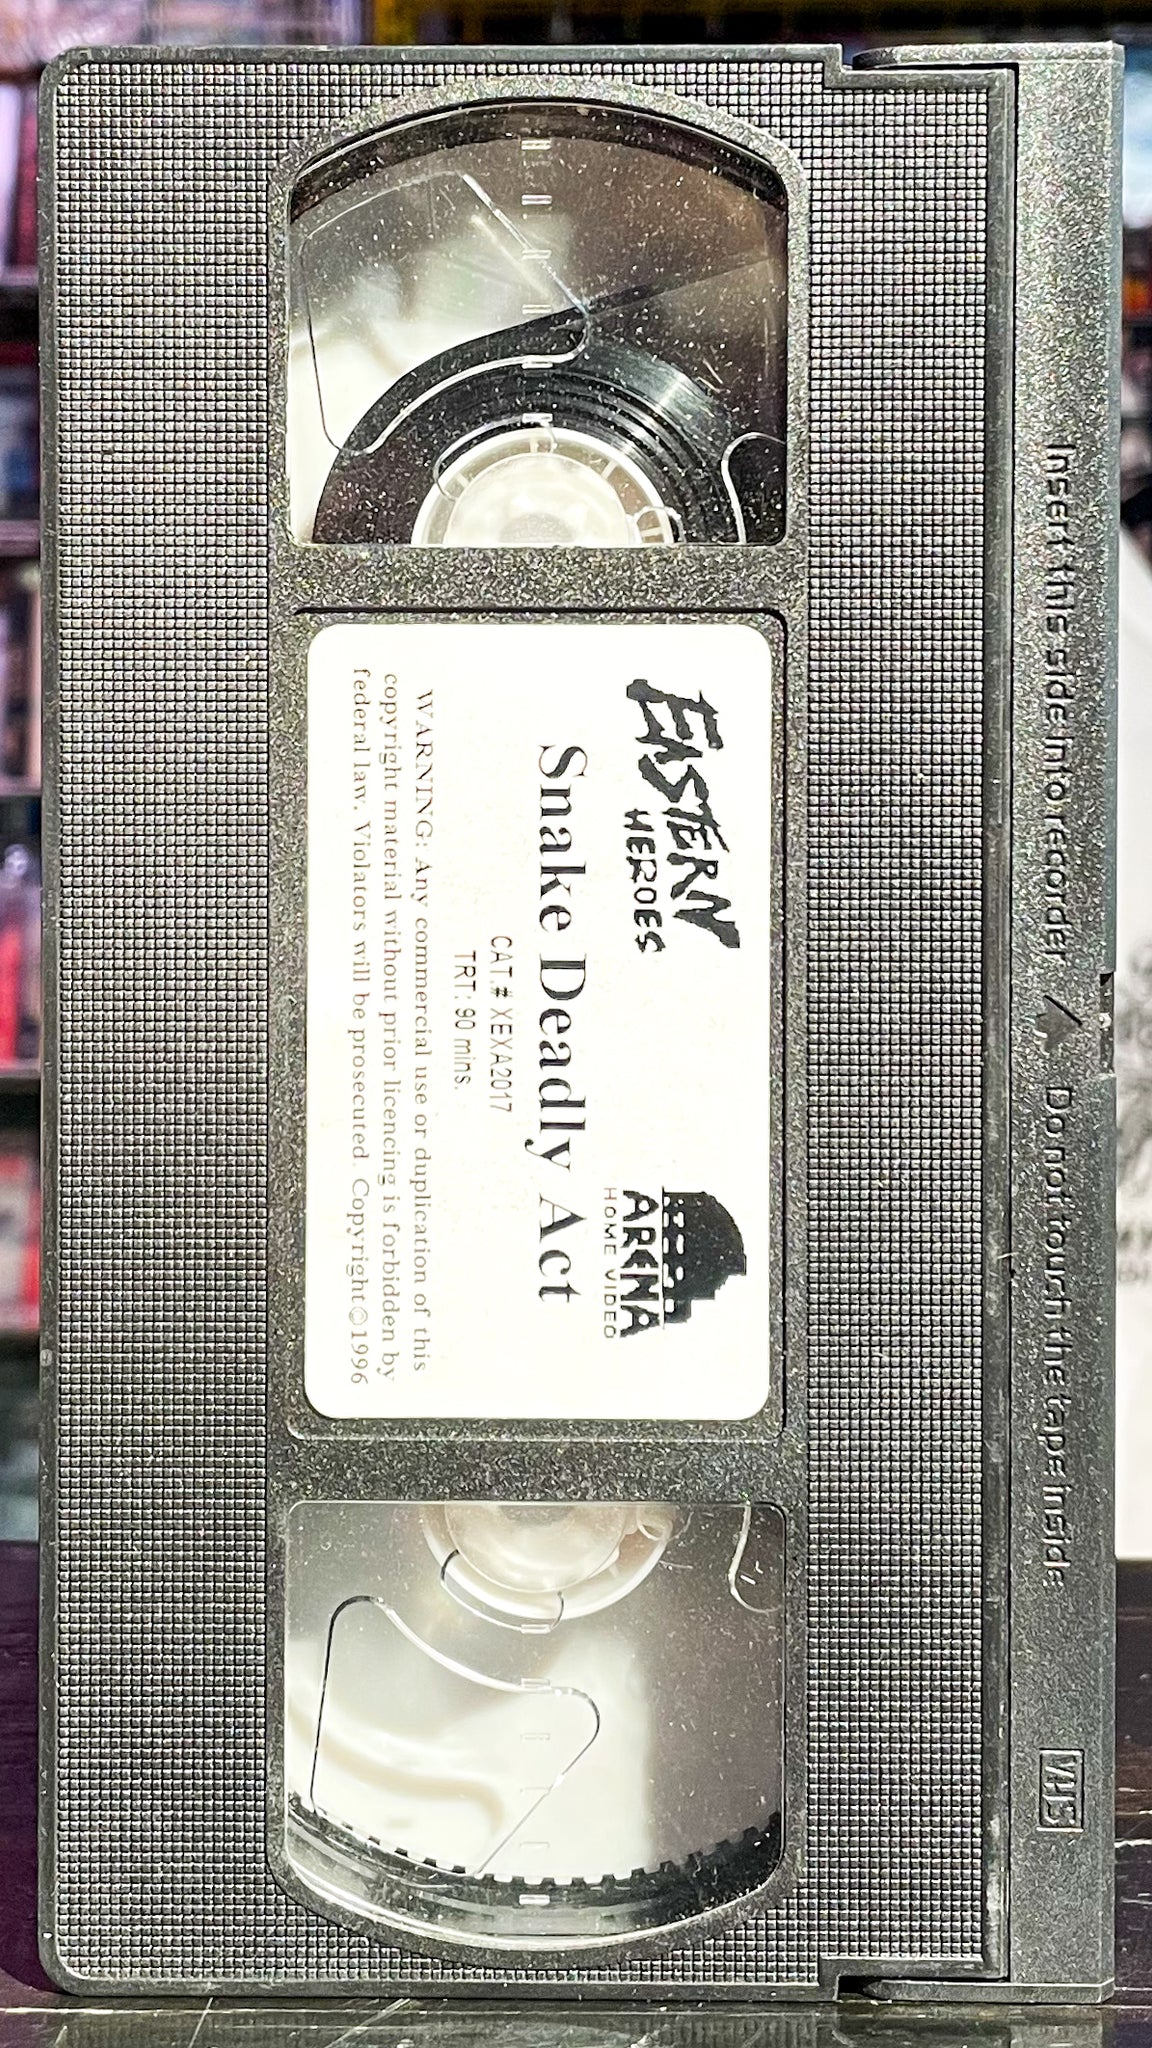 EASTERN
HEROES
ARENA
HOME VIDEO
Snake Deadly Act
CAT.# XEXA2017
TRT: 90 mins.
WARNING: Any commercial use or duplication of this
copyright material without prior licencing is forbidden by
federal law. Violators will be prosecuted. Copyright©1996
Insert this side into recorder Do not touch the tape inside
VHS